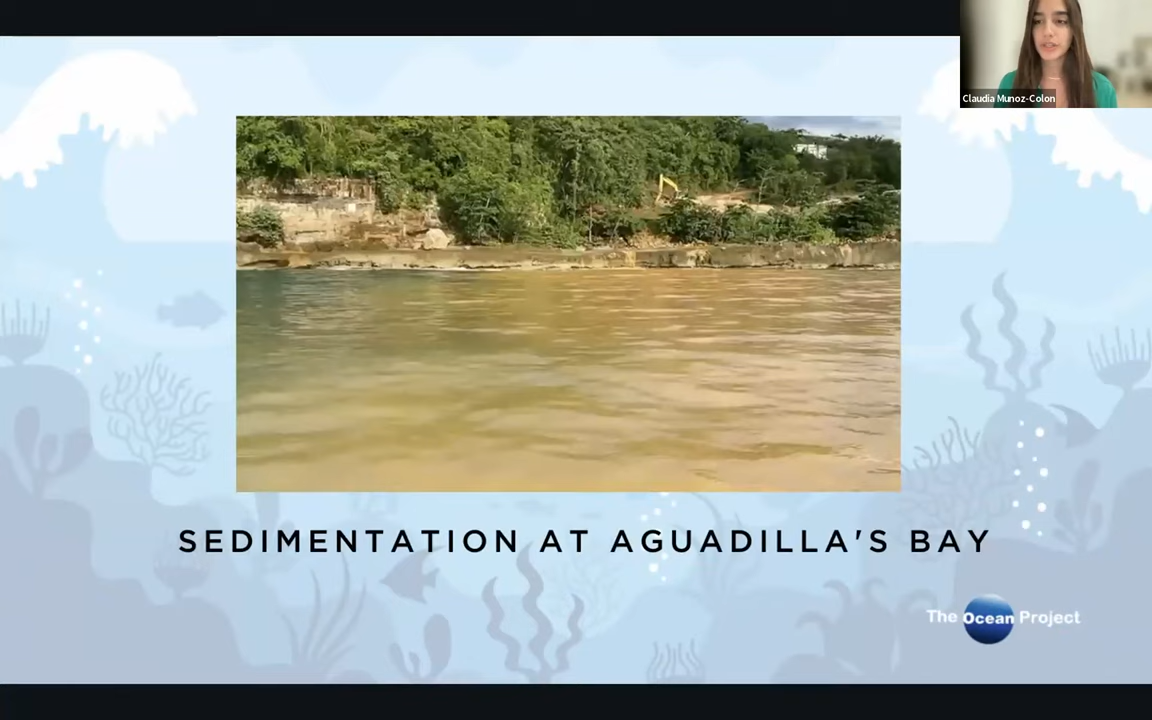 Claudia Munoz-Colon
SEDIMENTATION AT AGUADILLA'S BAY
The Ocean Project